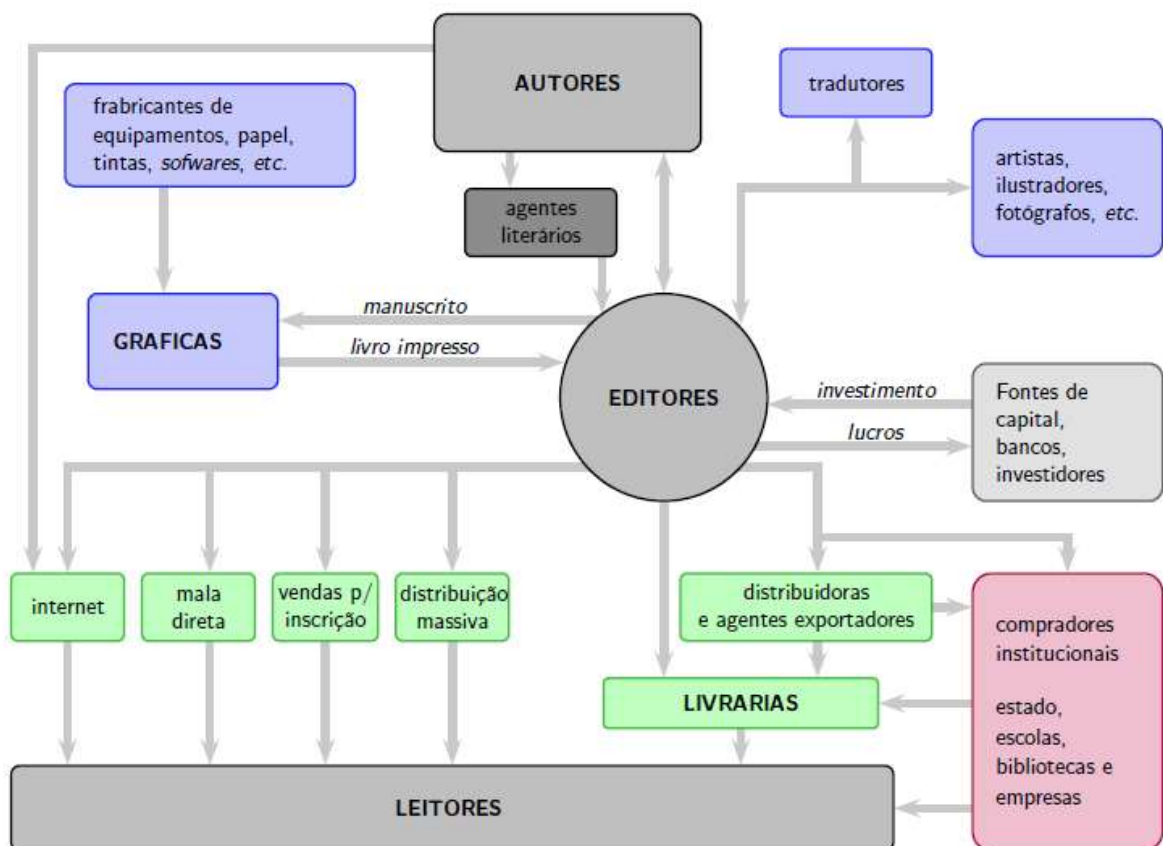 AUTORES
tradutores
frabricantes de
equipamentos, papel,
tintas, sofwares, etc.
artistas,
ilustradores,
fotógrafos, etc.
agentes
literários
manuscrito
GRAFICAS
livro impresso
EDITORES
investimento
lucros
Fontes de
capital,
bancos,
investidores
internet
mala
direta
vendas p/
inscrição
distribuição
massiva
distribuidoras
e agentes exportadores
compradores
institucionais
estado,
escolas,
bibliotecas e
empresas
LIVRARIAS
LEITORES